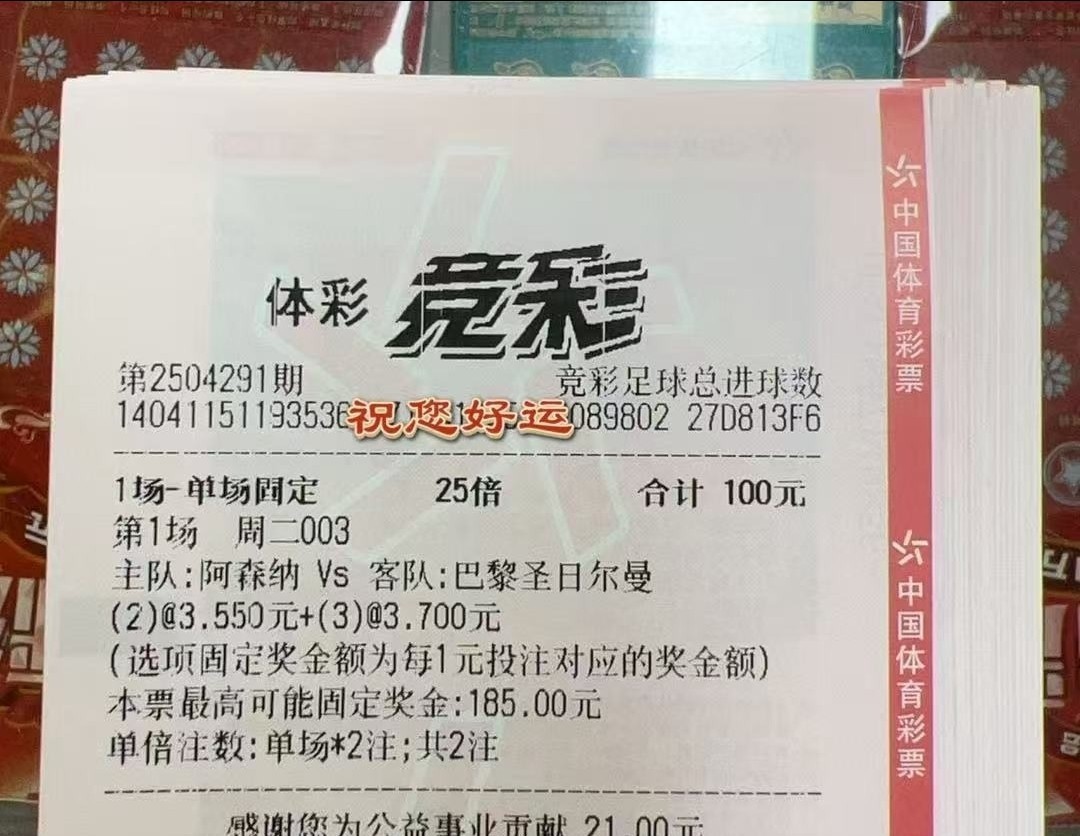 体彩 竞彩
第2504291期 竞彩足球总进球数
14041151193536 祝您好运 089802 27D813F6
1场-单场固定 25倍 合计 100元
第1场 周二003
主队:阿森纳 Vs 客队:巴黎圣日尔曼
(2)@3.550元+(3)@3.700元
(选项固定奖金额为每1元投注对应的奖金额)
本票最高可能固定奖金:185.00元
单倍注数:单场*2注;共2注
感谢您为公益事业贡献 21.00元
中国体育彩票
中国体育彩票